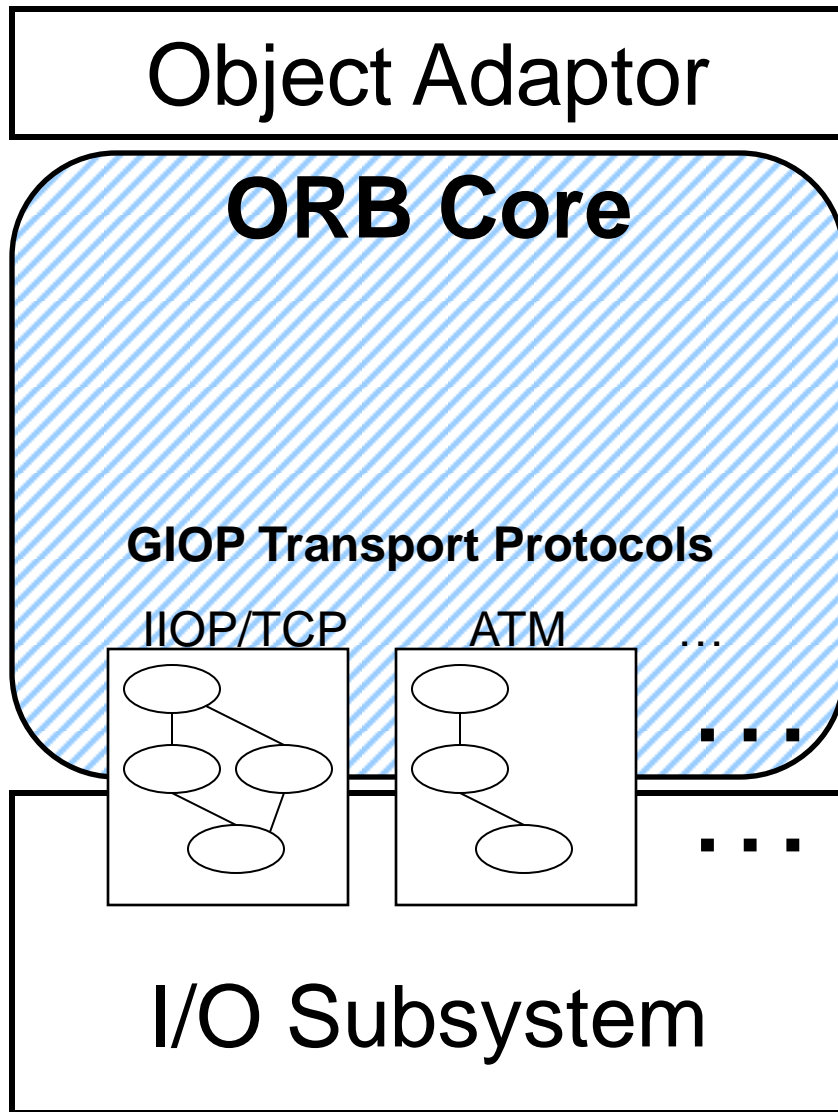 Object Adaptor
ORB Core
GIOP Transport Protocols
IIOP/TCP ATM …
...
...
I/O Subsystem